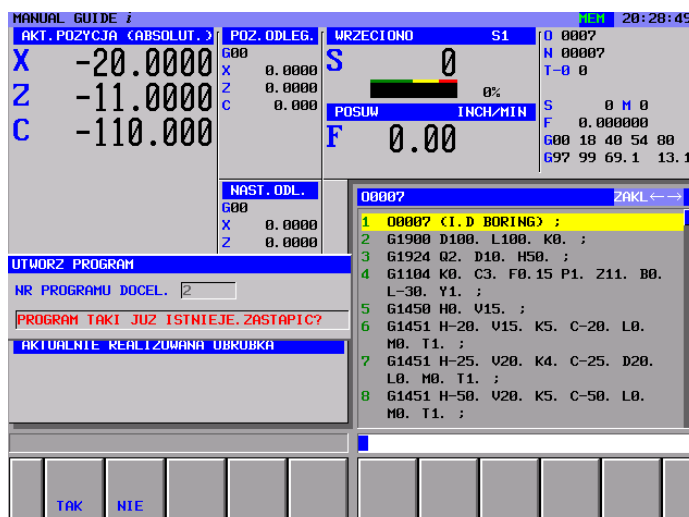 MANUAL GUIDE i MEM 20:28:49
AKT.POZYCJA (ABSOLUT.)
X -20.0000
Z -11.0000
C -110.000
POZ.ODLEG.
G00
X 0.0000
Z 0.0000
C 0.000
NAST.ODL.
G00
X 0.0000
Z 0.0000
WRZECIONO S1
S 0
0%
POSUW INCH/MIN
F 0.00
O 00007
N 00007
T-0 0
S 0 M 0
F 0.000000
G00 18 40 54 80
G97 99 69.1 13.1
UTWORZ PROGRAM
NR PROGRAMU DOCEL. 2
PROGRAM TAKI JUZ ISTNIEJE.ZASTAPIC?
AKTUALNIE REALIZOWANA OBROBKA
O0007 ZAKL←→
1 O0007 (I.D BORING) ;
2 G1900 D100. L100. K0. ;
3 G1924 Q2. D10. H50. ;
4 G1104 K0. C3. F0.15 P1. Z11. B0.
L-30. Y1. ;
5 G1450 H0. V15. ;
6 G1451 H-20. V15. K5. C-20. L0.
M0. T1. ;
7 G1451 H-25. V20. K4. C-25. D20.
L0. M0. T1. ;
8 G1451 H-50. V20. K5. C-50. L0.
M0. T1. ;
TAK NIE